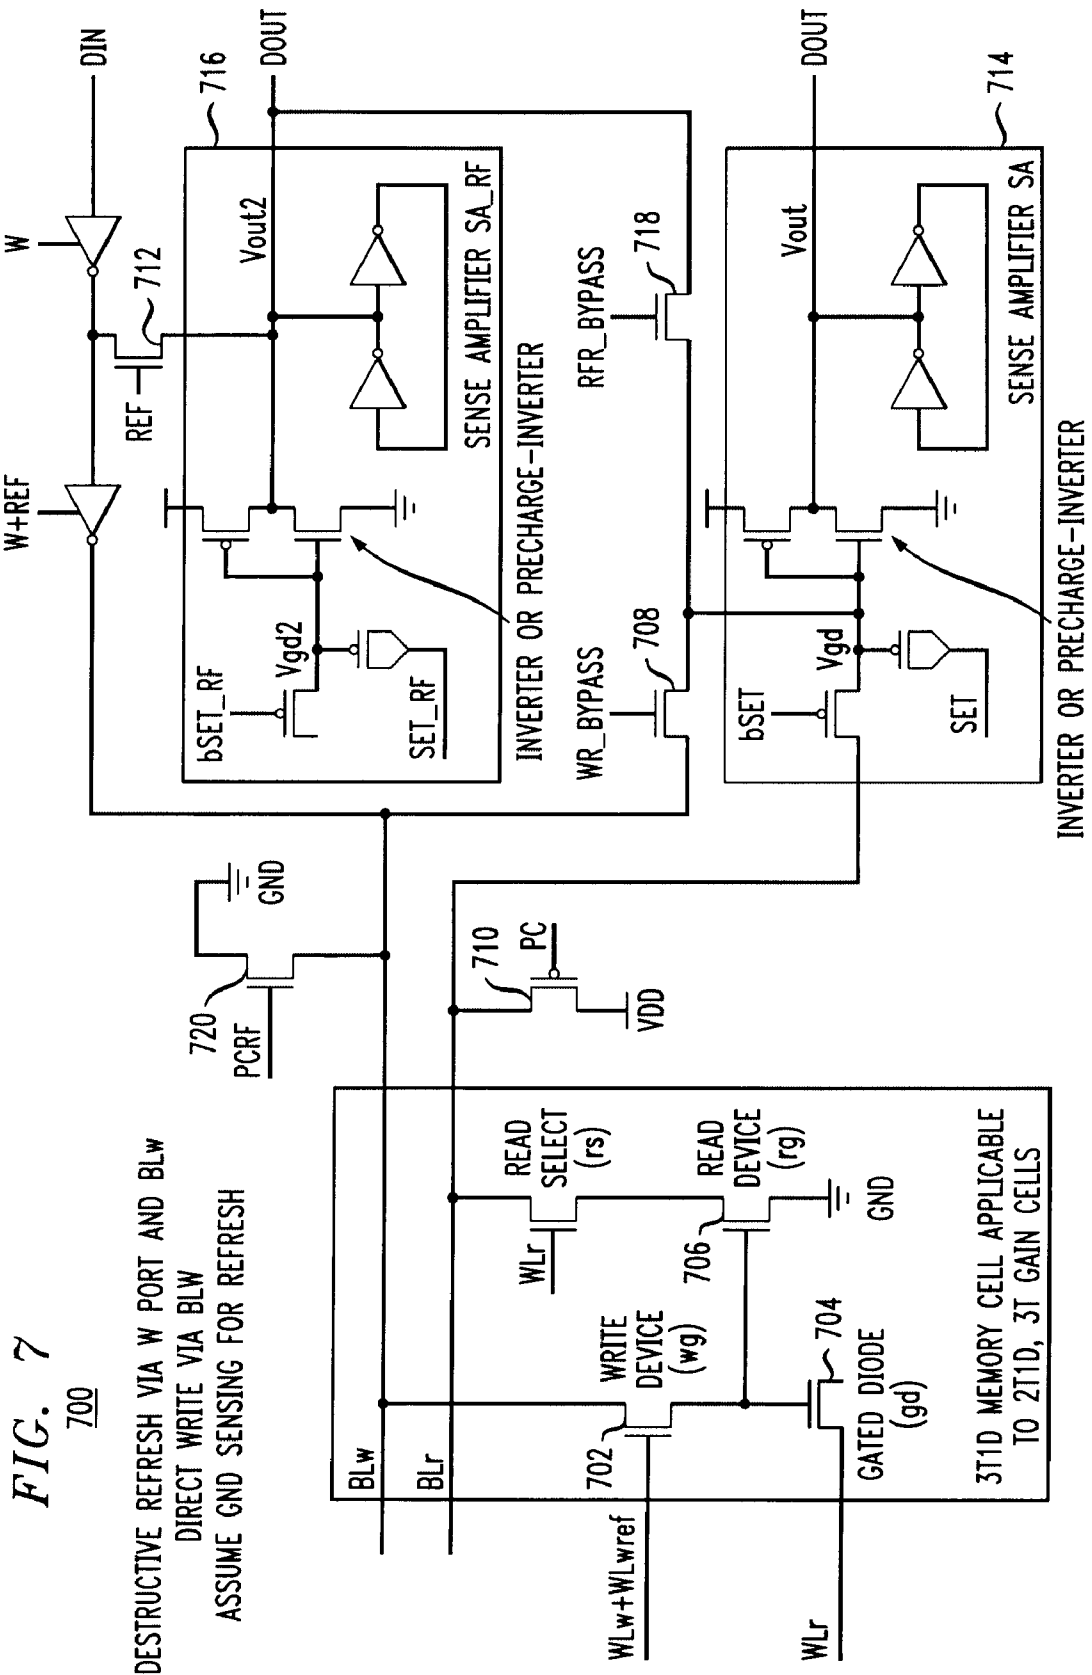 FIG. 7
700
DESTRUCTIVE REFRESH VIA W PORT AND BLw
DIRECT WRITE VIA BLW
ASSUME GND SENSING FOR REFRESH
W+REF
W
DIN
REF
712
716
DOUT
bSET_RF
Vgd2
SET_RF
Vout2
SENSE AMPLIFIER SA_RF
INVERTER OR PRECHARGE-INVERTER
720
PCRF
GND
BLw
BLr
710
PC
VDD
WR_BYPASS
708
RFR_BYPASS
718
WLr
READ
SELECT
(rs)
706
READ
DEVICE
(rg)
GND
702
WRITE
DEVICE
(wg)
WLw+WLwref
704
GATED DIODE
(gd)
WLr
3T1D MEMORY CELL APPLICABLE
TO 2T1D, 3T GAIN CELLS
bSET
Vgd
SET
Vout
DOUT
714
SENSE AMPLIFIER SA
INVERTER OR PRECHARGE-INVERTER